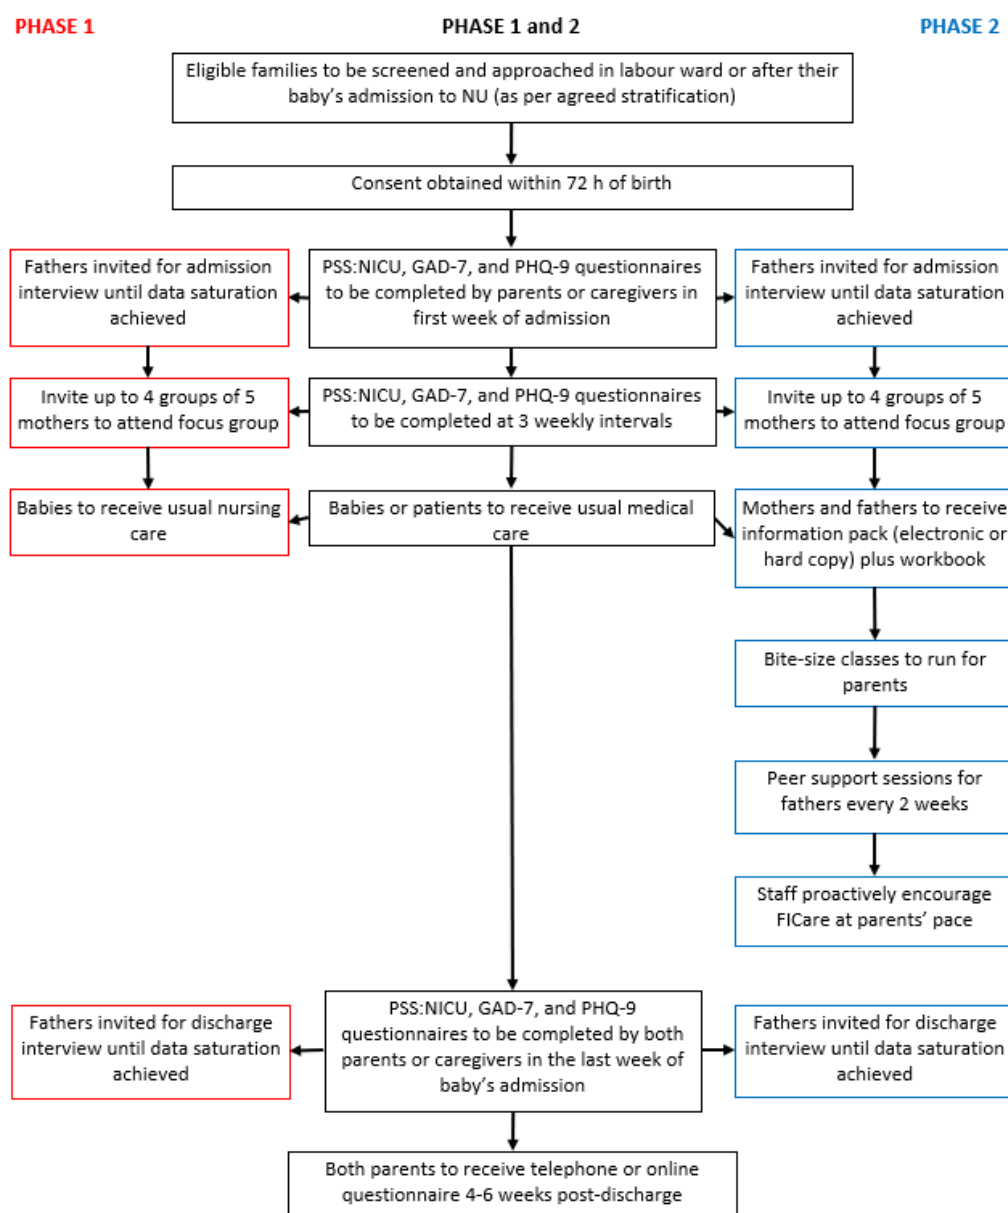 PHASE 1
PHASE 1 and 2
PHASE 2
Eligible families to be screened and approached in labour ward or after their
baby's admission to NU (as per agreed stratification)
Consent obtained within 72 h of birth
Fathers invited for admission
interview until data saturation
achieved
PSS:NICU, GAD-7, and PHQ-9 questionnaires
to be completed by parents or caregivers in
first week of admission
Fathers invited for admission
interview until data saturation
achieved
Invite up to 4 groups of 5
mothers to attend focus group
PSS:NICU, GAD-7, and PHQ-9 questionnaires
to be completed at 3 weekly intervals
Invite up to 4 groups of 5
mothers to attend focus group
Babies to receive usual nursing
care
Babies or patients to receive usual medical
care
Mothers and fathers to receive
information pack (electronic or
hard copy) plus workbook
Bite-size classes to run for
parents
Peer support sessions for
fathers every 2 weeks
Staff proactively encourage
FICare at parents' pace
Fathers invited for discharge
interview until data saturation
achieved
PSS:NICU, GAD-7, and PHQ-9
questionnaires to be completed by both
parents or caregivers in the last week of
baby's admission
Fathers invited for discharge
interview until data saturation
achieved
Both parents to receive telephone or online
questionnaire 4-6 weeks post-discharge